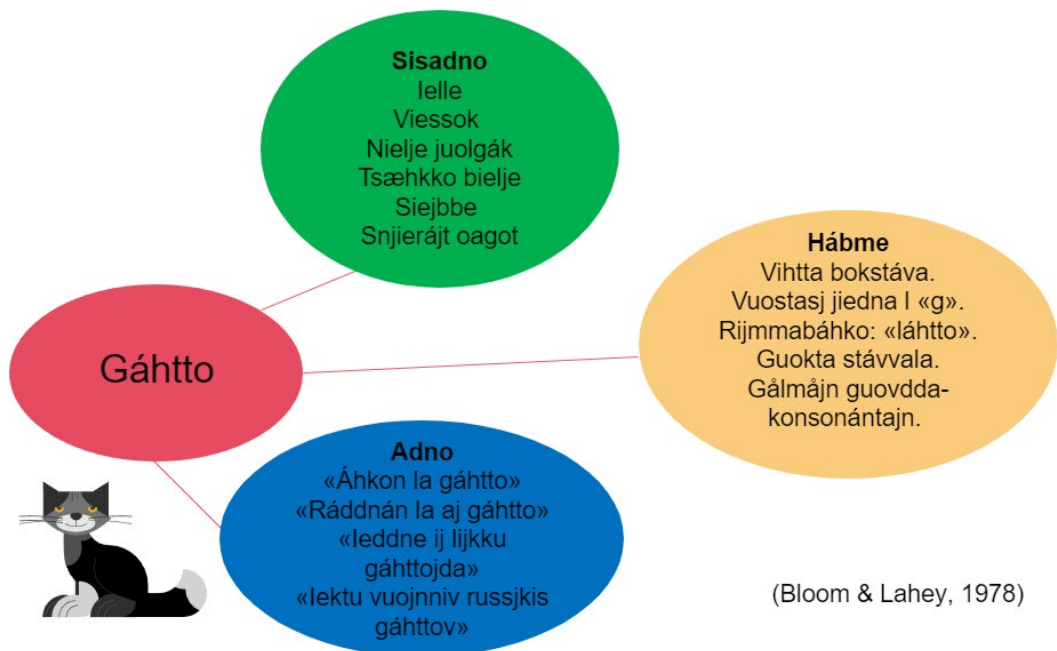 Sisadno
Ielle
Viessok
Nielje juolgák
Tsæhkko bielje
Siejbbe
Snjierájt oagot
Hábme
Vihtta bokstáva.
Vuostasj jiedna l «g».
Rijmmabáhko: «láhtto».
Guokta stávvala.
Gålmåjn guovdda-
konsonántajn.
Gáhtto
Adno
«Áhkon la gáhtto»
«Ráddnán la aj gáhtto»
«Ieddne ij lijkku
gáhttojda»
«Iektu vuojnniv russjkis
gáhttov»
(Bloom & Lahey, 1978)